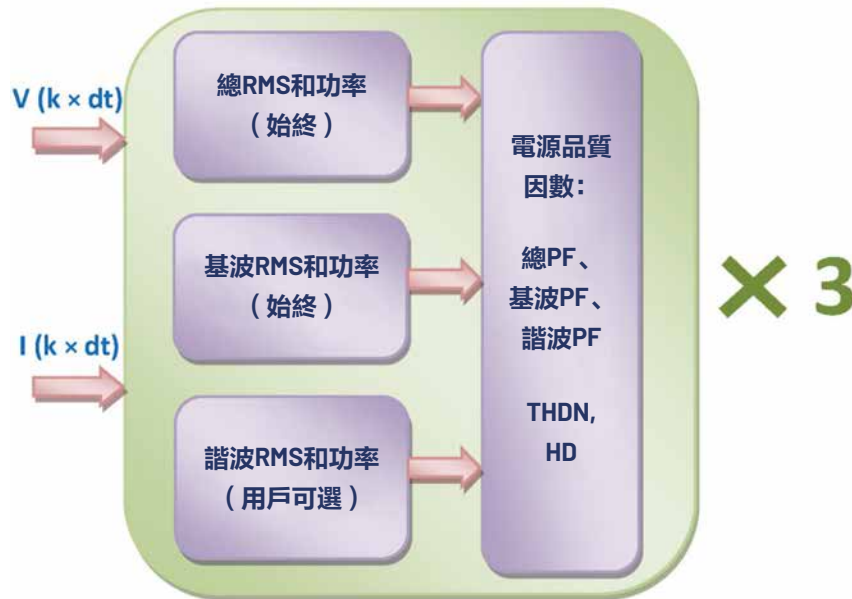 V (k × dt)
I (k × dt)
總RMS和功率
（始終）
基波RMS和功率
（始終）
諧波RMS和功率
（用戶可選）
電源品質
因數：
總PF、
基波PF、
諧波PF
THDN,
HD
× 3